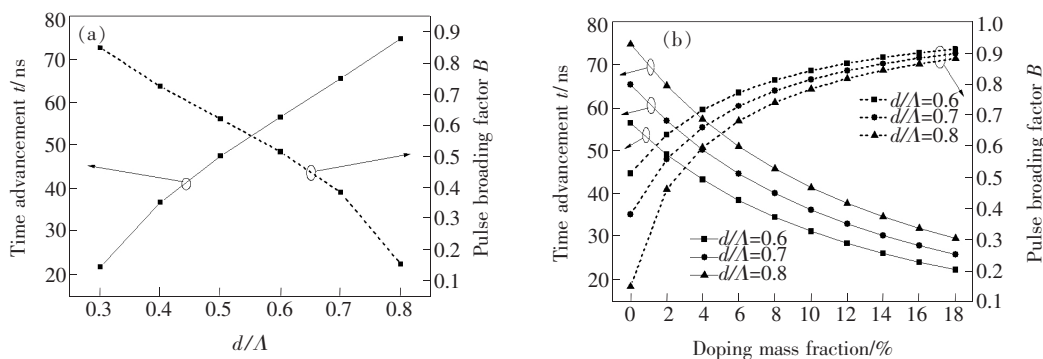 (a)
Time advancement t/ns
80
70
60
50
40
30
20
0.3 0.4 0.5 0.6 0.7 0.8
d/Λ
0.9
0.8
0.7
0.6
0.5
0.4
0.3
0.2
0.1
Pulse broading factor B
(b)
Time advancement t/ns
80
70
60
50
40
30
20
0 2 4 6 8 10 12 14 16 18
Doping mass fraction/%
1.0
0.9
0.8
0.7
0.6
0.5
0.4
0.3
0.2
0.1
Pulse broading factor B
d/Λ=0.6
d/Λ=0.7
d/Λ=0.8
d/Λ=0.6
d/Λ=0.7
d/Λ=0.8